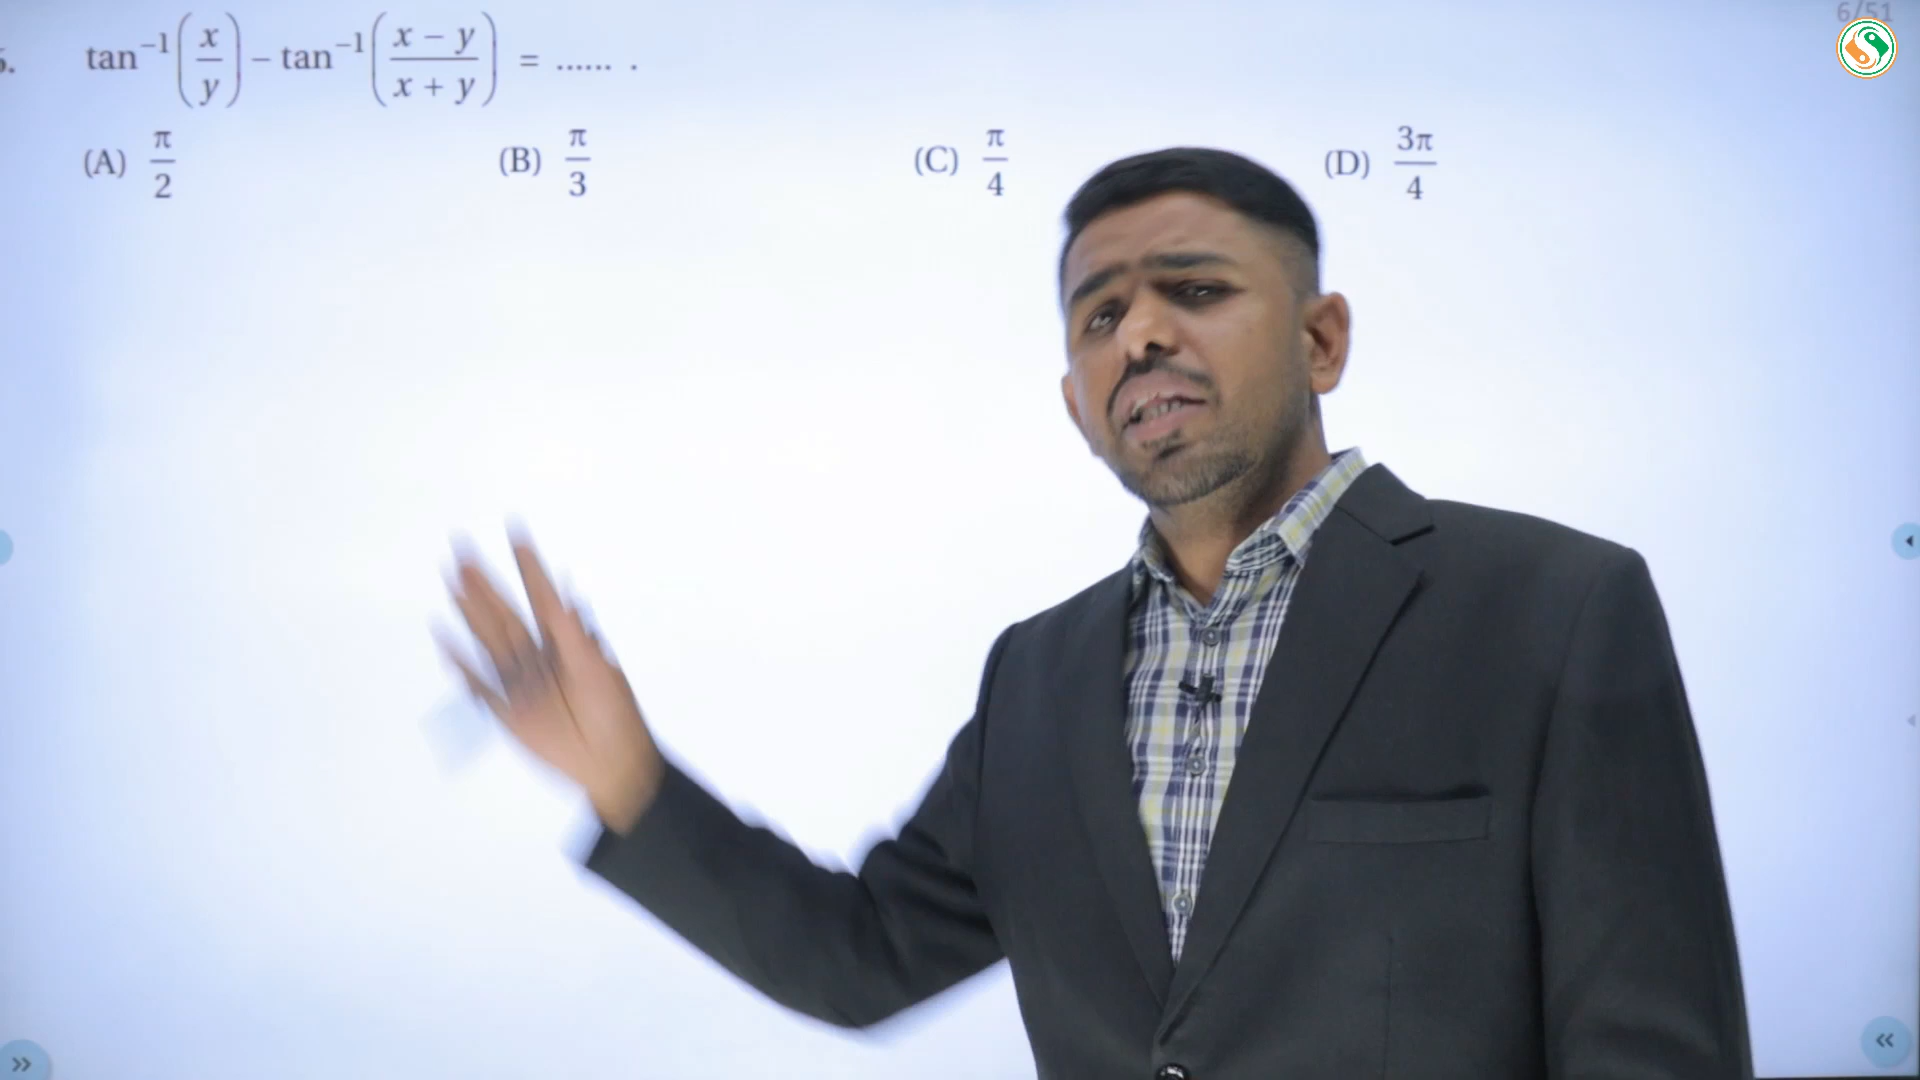 6/51
tan⁻¹(x/y) – tan⁻¹((x – y)/(x + y)) = ...... .
(A) π/2 (B) π/3 (C) π/4 (D) 3π/4